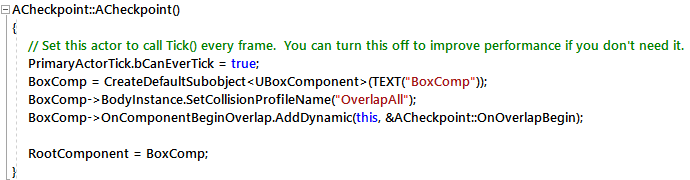 ACheckpoint::ACheckpoint()
{
// Set this actor to call Tick() every frame.  You can turn this off to improve performance if you don't need it.
PrimaryActorTick.bCanEverTick = true;
BoxComp = CreateDefaultSubobject<UBoxComponent>(TEXT("BoxComp"));
BoxComp->BodyInstance.SetCollisionProfileName("OverlapAll");
BoxComp->OnComponentBeginOverlap.AddDynamic(this, &ACheckpoint::OnOverlapBegin);
RootComponent = BoxComp;
}